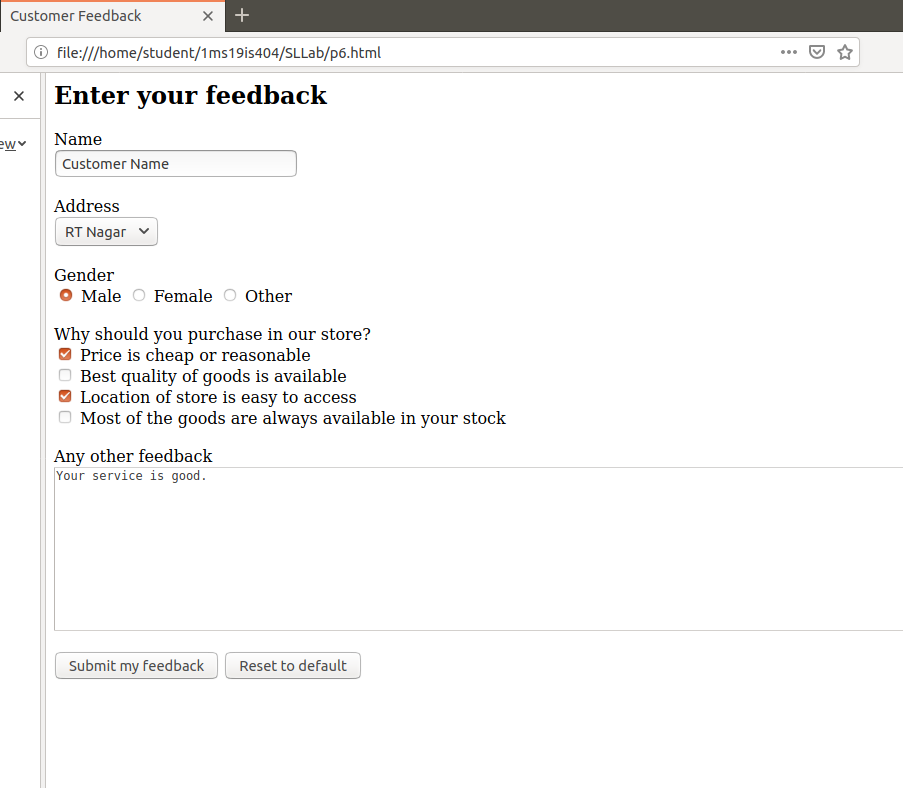 Customer Feedback
file:///home/student/1ms19is404/SLLab/p6.html
Enter your feedback
ew
Name
Customer Name
Address
RT Nagar
Gender
Male Female Other
Why should you purchase in our store?
Price is cheap or reasonable
Best quality of goods is available
Location of store is easy to access
Most of the goods are always available in your stock
Any other feedback
Your service is good.
Submit my feedback Reset to default